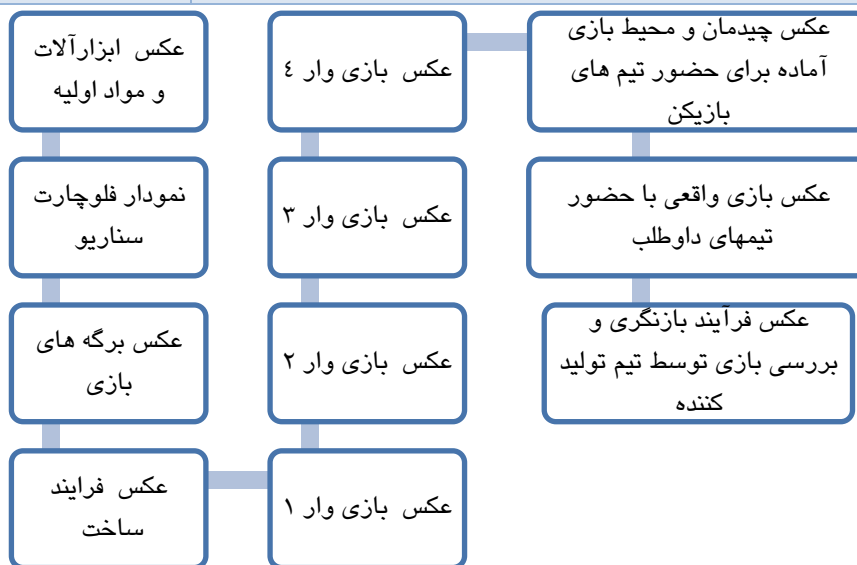 عکس ابزارآلات
و مواد اولیه
نمودار فلوچارت
سناریو
عکس برگه های
بازی
عکس فرایند
ساخت
عکس بازی وار ۱
عکس بازی وار ۲
عکس بازی وار ۳
عکس بازی وار ٤
عکس چیدمان و محیط بازی
آماده برای حضور تیم های
بازیکن
عکس بازی واقعی با حضور
تیمهای داوطلب
عکس فرآیند بازنگری و
بررسی بازی توسط تیم تولید
کننده